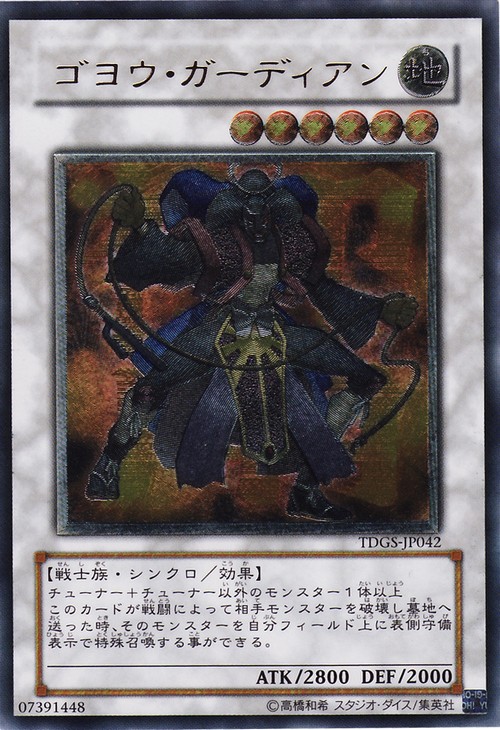 ゴヨウ・ガーディアン 地
TDGS-JP042
【戦士族・シンクロ／効果】
チューナー＋チューナー以外のモンスター１体以上
このカードが戦闘によって相手モンスターを破壊し墓地へ
送った時、そのモンスターを自分フィールド上に表側守備
表示で特殊召喚する事ができる。
ATK/2800 DEF/2000
07391448 ©高橋和希 スタジオ・ダイス/集英社